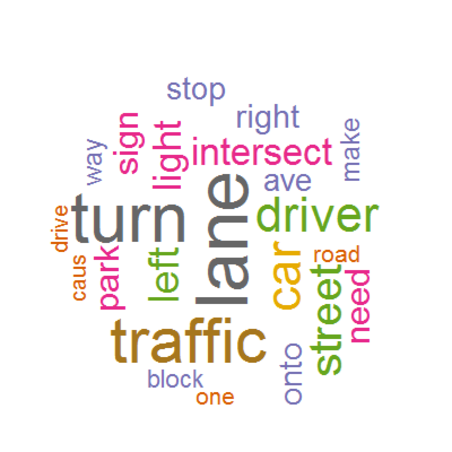 stop
right
sign
light
intersect
way
make
ave
lane
turn
driver
drive
caus
park
left
car
road
street
need
traffic
onto
block
one